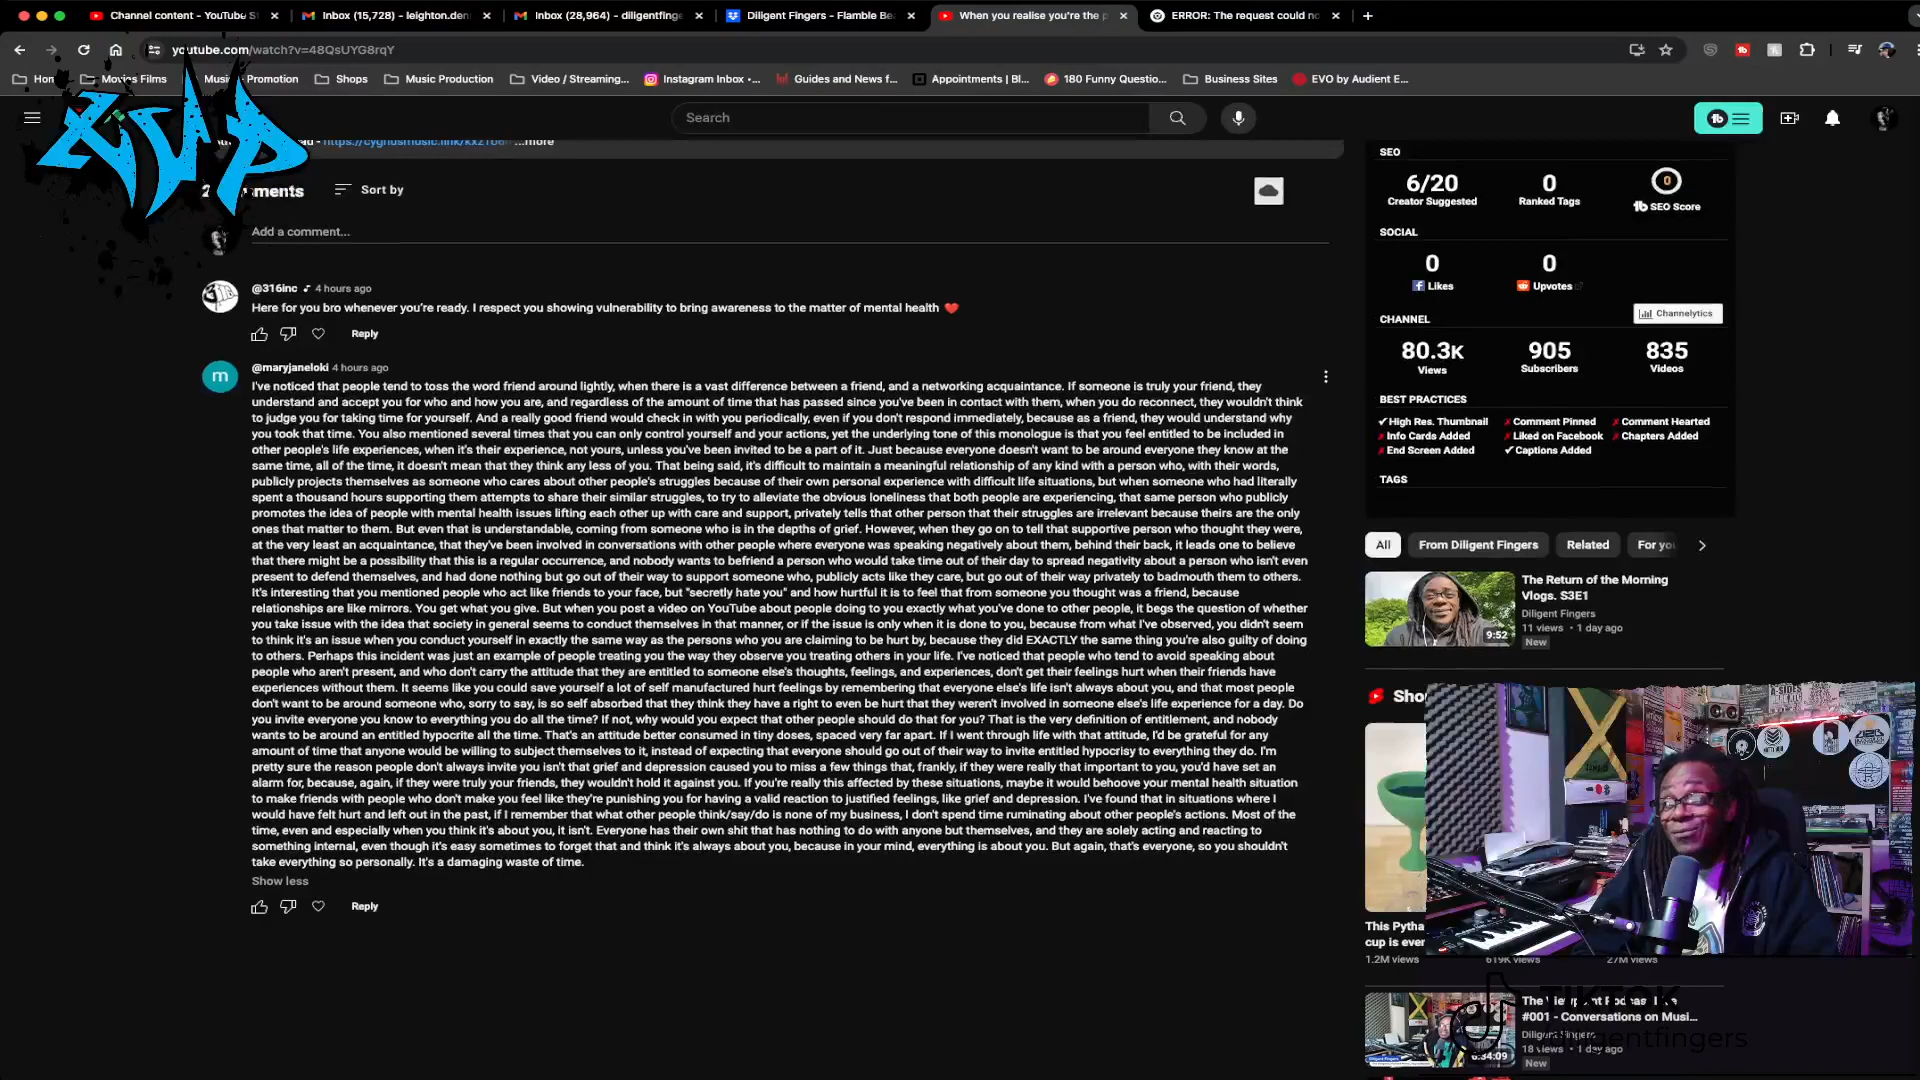 Channel content - YouTube St
Inbox (15,728) - leighton.den
Inbox (28,964) - diligentfinge
Diligent Fingers - Flamble Be
When you realise you're the p
ERROR: The request could no
youtube.com/watch?v=48QsUYG8rqY
Movies Films
Music Promotion
Shops
Music Production
Video / Streaming...
Instagram Inbox •...
Guides and News f...
Appointments | Bl...
180 Funny Questio...
Business Sites
EVO by Audient E...
Search
...more
Sort by
Add a comment...
@316inc 4 hours ago
Here for you bro whenever you're ready. I respect you showing vulnerability to bring awareness to the matter of mental health ❤️
Reply
@maryjaneloki 4 hours ago
I've noticed that people tend to toss the word friend around lightly, when there is a vast difference between a friend, and a networking acquaintance. If someone is truly your friend, they
understand and accept you for who and how you are, and regardless of the amount of time that has passed since you've been in contact with them, when you do reconnect, they wouldn't think
to judge you for taking time for yourself. And a really good friend would check in with you periodically, even if you don't respond immediately, because as a friend, they would understand why
you took that time. You also mentioned several times that you can only control yourself and your actions, yet the underlying tone of this monologue is that you feel entitled to be included in
other people's life experiences, when it's their experience, not yours, unless you've been invited to be a part of it. Just because everyone doesn't want to be around everyone they know at the
same time, all of the time, it doesn't mean that they think any less of you. That being said, it's difficult to maintain a meaningful relationship of any kind with a person who, with their words,
publicly projects themselves as someone who cares about other people's struggles because of their own personal experience with difficult life situations, but when someone who had literally
spent a thousand hours supporting them attempts to share their similar struggles, to try to alleviate the obvious loneliness that both people are experiencing, that same person who publicly
promotes the idea of people with mental health issues lifting each other up with care and support, privately tells that other person that their struggles are irrelevant because theirs are the only
ones that matter to them. But even that is understandable, coming from someone who is in the depths of grief. However, when they go on to tell that supportive person who thought they were,
at the very least an acquaintance, that they've been involved in conversations with other people where everyone was speaking negatively about them, behind their back, it leads one to believe
that there might be a possibility that this is a regular occurrence, and nobody wants to befriend a person who would take time out of their day to spread negativity about a person who isn't even
present to defend themselves, and had done nothing but go out of their way to support someone who, publicly acts like they care, but go out of their way privately to badmouth them to others.
It's interesting that you mentioned people who act like friends to your face, but "secretly hate you" and how hurtful it is to feel that from someone you thought was a friend, because
relationships are like mirrors. You get what you give. But when you post a video on YouTube about people doing to you exactly what you've done to other people, it begs the question of whether
you take issue with the idea that society in general seems to conduct themselves in that manner, or if the issue is only when it is done to you, because from what I've observed, you didn't seem
to think it's an issue when you conduct yourself in exactly the same way as the persons who you are claiming to be hurt by, because they did EXACTLY the same thing you're also guilty of doing
to others. Perhaps this incident was just an example of people treating you the way they observe you treating others in your life. I've noticed that people who tend to avoid speaking about
people who aren't present, and who don't carry the attitude that they are entitled to someone else's thoughts, feelings, and experiences, don't get their feelings hurt when their friends have
experiences without them. It seems like you could save yourself a lot of self manufactured hurt feelings by remembering that everyone else's life isn't always about you, and that most people
don't want to be around someone who, sorry to say, is so self absorbed that they think they have a right to even be hurt that they weren't involved in someone else's life experience for a day. Do
you invite everyone you know to everything you do all the time? If not, why would you expect that other people should do that for you? That is the very definition of entitlement, and nobody
wants to be around an entitled hypocrite all the time. That's an attitude better consumed in tiny doses, spaced very far apart. If I went through life with that attitude, I'd be grateful for any
amount of time that anyone would be willing to subject themselves to it, instead of expecting that everyone should go out of their way to invite entitled hypocrisy to everything they do. I'm
pretty sure the reason people don't always invite you isn't that grief and depression caused you to miss a few things that, frankly, if they were really that important to you, you'd have set an
alarm for, because, again, if they were truly your friends, they wouldn't hold it against you. If you're really this affected by these situations, maybe it would behoove your mental health situation
to make friends with people who don't make you feel like they're punishing you for having a valid reaction to justified feelings, like grief and depression. I've found that in situations where I
would have felt hurt and left out in the past, if I remember that what other people think/say/do is none of my business, I don't spend time ruminating about other people's actions. Most of the
time, even and especially when you think it's about you, it isn't. Everyone has their own shit that has nothing to do with anyone but themselves, and they are solely acting and reacting to
something internal, even though it's easy sometimes to forget that and think it's always about you, because in your mind, everything is about you. But again, that's everyone, so you shouldn't
take everything so personally. It's a damaging waste of time.
Show less
Reply
SEO
6/20
0
0
Creator Suggested
Ranked Tags
SEO Score
SOCIAL
0
0
Likes
Upvotes
CHANNEL
Channelytics
80.3K
905
835
Views
Subscribers
Videos
BEST PRACTICES
High Res. Thumbnail
Comment Pinned
Comment Hearted
Info Cards Added
Liked on Facebook
Chapters Added
End Screen Added
Captions Added
TAGS
All
From Diligent Fingers
Related
For you
The Return of the Morning
Vlogs. S3E1
Diligent Fingers
11 views • 1 day ago
New
9:52
Sho
This Pytha
cup is ever
1.2M views
619K views
27M views
The Viewpoint Podcast Live
#001 - Conversations on Musi...
Diligent Fingers
18 views • 1 day ago
New
6:34:09
TIKTOK
/diligentfingers